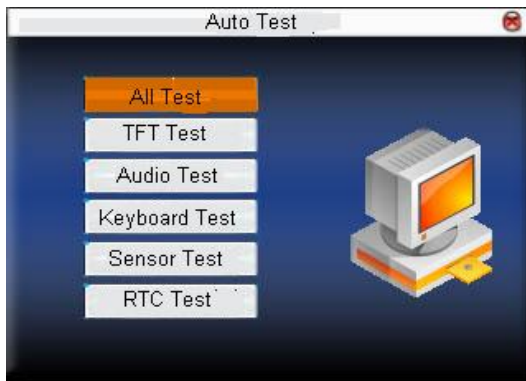 Auto Test
All Test
TFT Test
Audio Test
Keyboard Test
Sensor Test
RTC Test